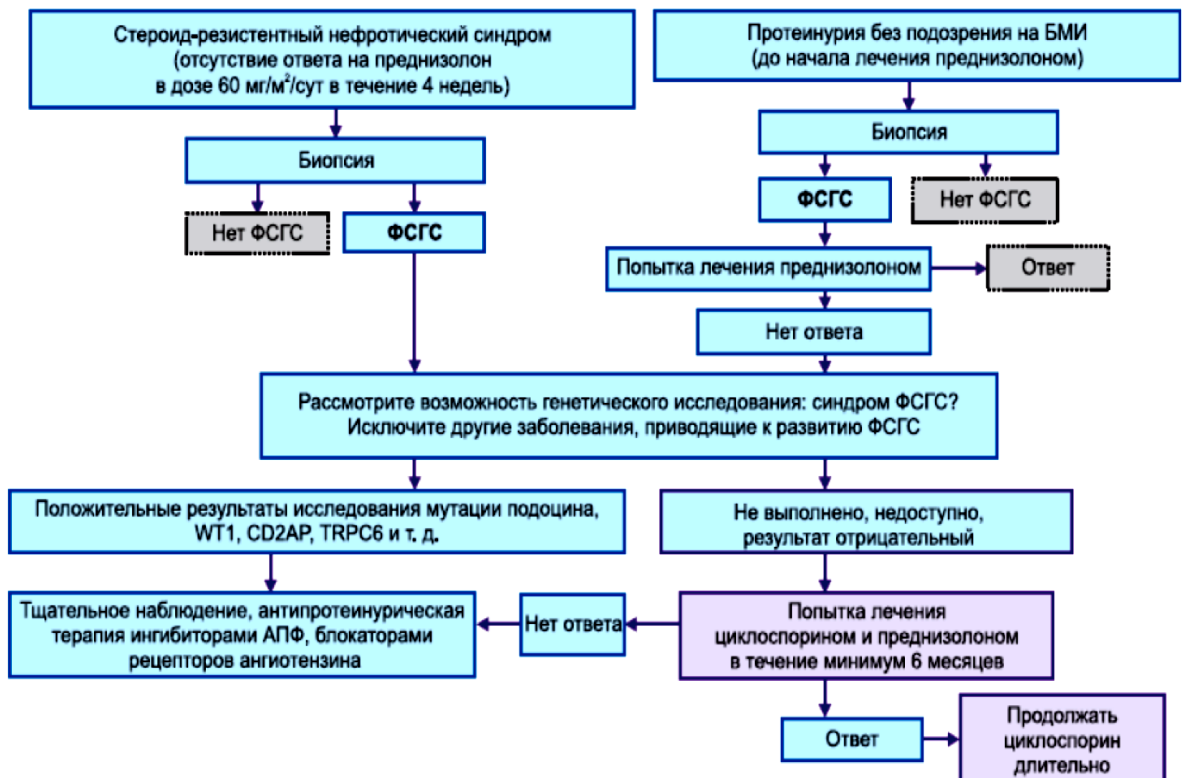 Стероид-резистентный нефротический синдром
(отсутствие ответа на преднизолон
в дозе 60 мг/м²/сут в течение 4 недель)
Протеинурия без подозрения на БМИ
(до начала лечения преднизолоном)
Биопсия
Биопсия
Нет ФСГС
ФСГС
ФСГС
Нет ФСГС
Попытка лечения преднизолоном
Ответ
Нет ответа
Рассмотрите возможность генетического исследования: синдром ФСГС?
Исключите другие заболевания, приводящие к развитию ФСГС
Положительные результаты исследования мутации подоцина,
WT1, CD2AP, TRPC6 и т. д.
Не выполнено, недоступно,
результат отрицательный
Тщательное наблюдение, антипротеинурическая
терапия ингибиторами АПФ, блокаторами
рецепторов ангиотензина
Нет ответа
Попытка лечения
циклоспорином и преднизолоном
в течение минимум 6 месяцев
Ответ
Продолжать
циклоспорин
длительно